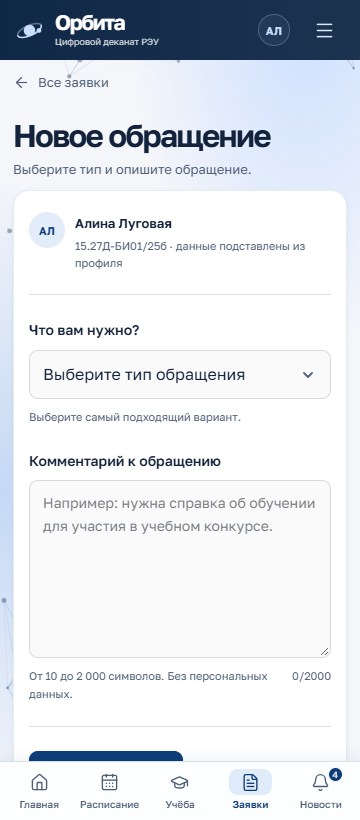 Орбита
Цифровой деканат РЭУ
АЛ
Все заявки
Новое обращение
Выберите тип и опишите обращение.
АЛ
Алина Луговая
15.27Д-БИ01/25б · данные подставлены из
профиля
Что вам нужно?
Выберите тип обращения
Выберите самый подходящий вариант.
Комментарий к обращению
Например: нужна справка об обучении
для участия в учебном конкурсе.
От 10 до 2 000 символов. Без персональных
данных.
0/2000
4
Главная
Расписание
Учёба
Заявки
Новости